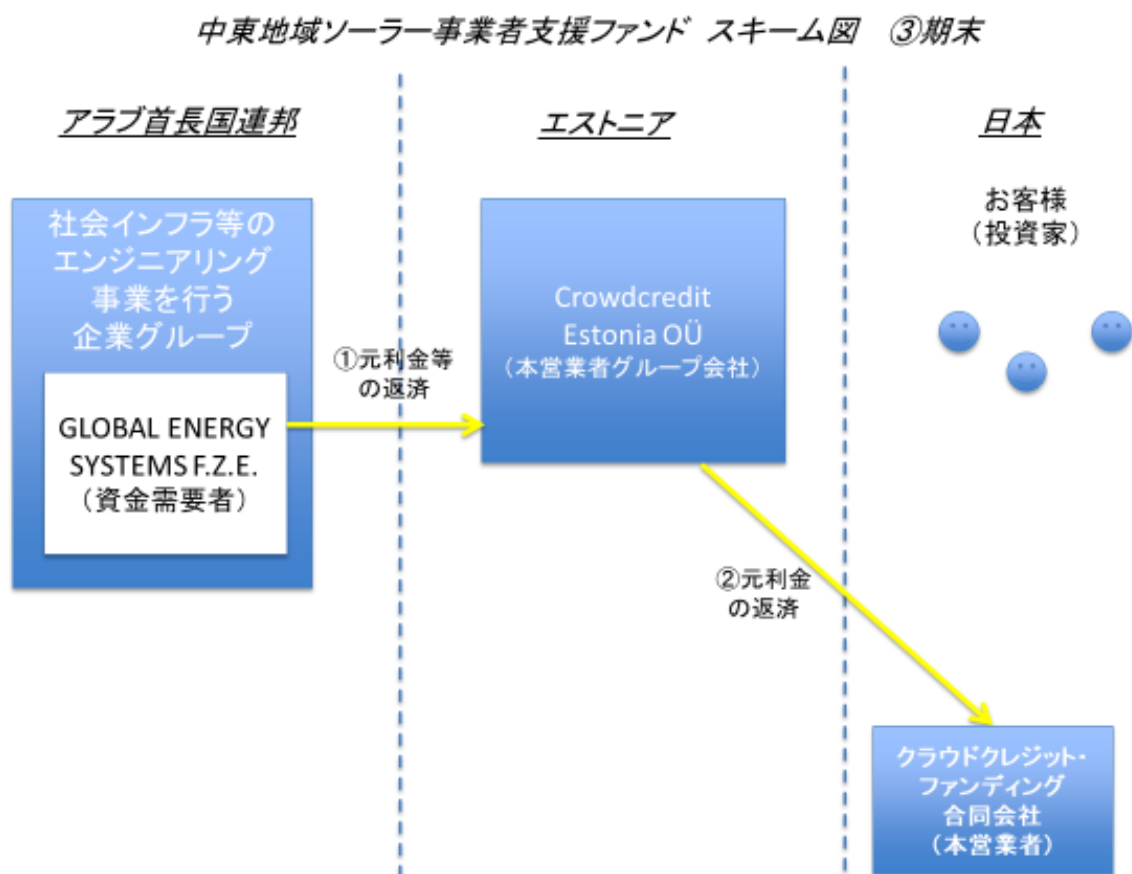 中東地域ソーラー事業者支援ファンド スキーム図　③期末
アラブ首長国連邦
エストニア
日本
社会インフラ等の
エンジニアリング
事業を行う
企業グループ
GLOBAL ENERGY
SYSTEMS F.Z.E.
（資金需要者）
①元利金等
の返済
Crowdcredit
Estonia OÜ
（本営業者グループ会社）
お客様
（投資家）
②元利金
の返済
クラウドクレジット・
ファンディング
合同会社
（本営業者）